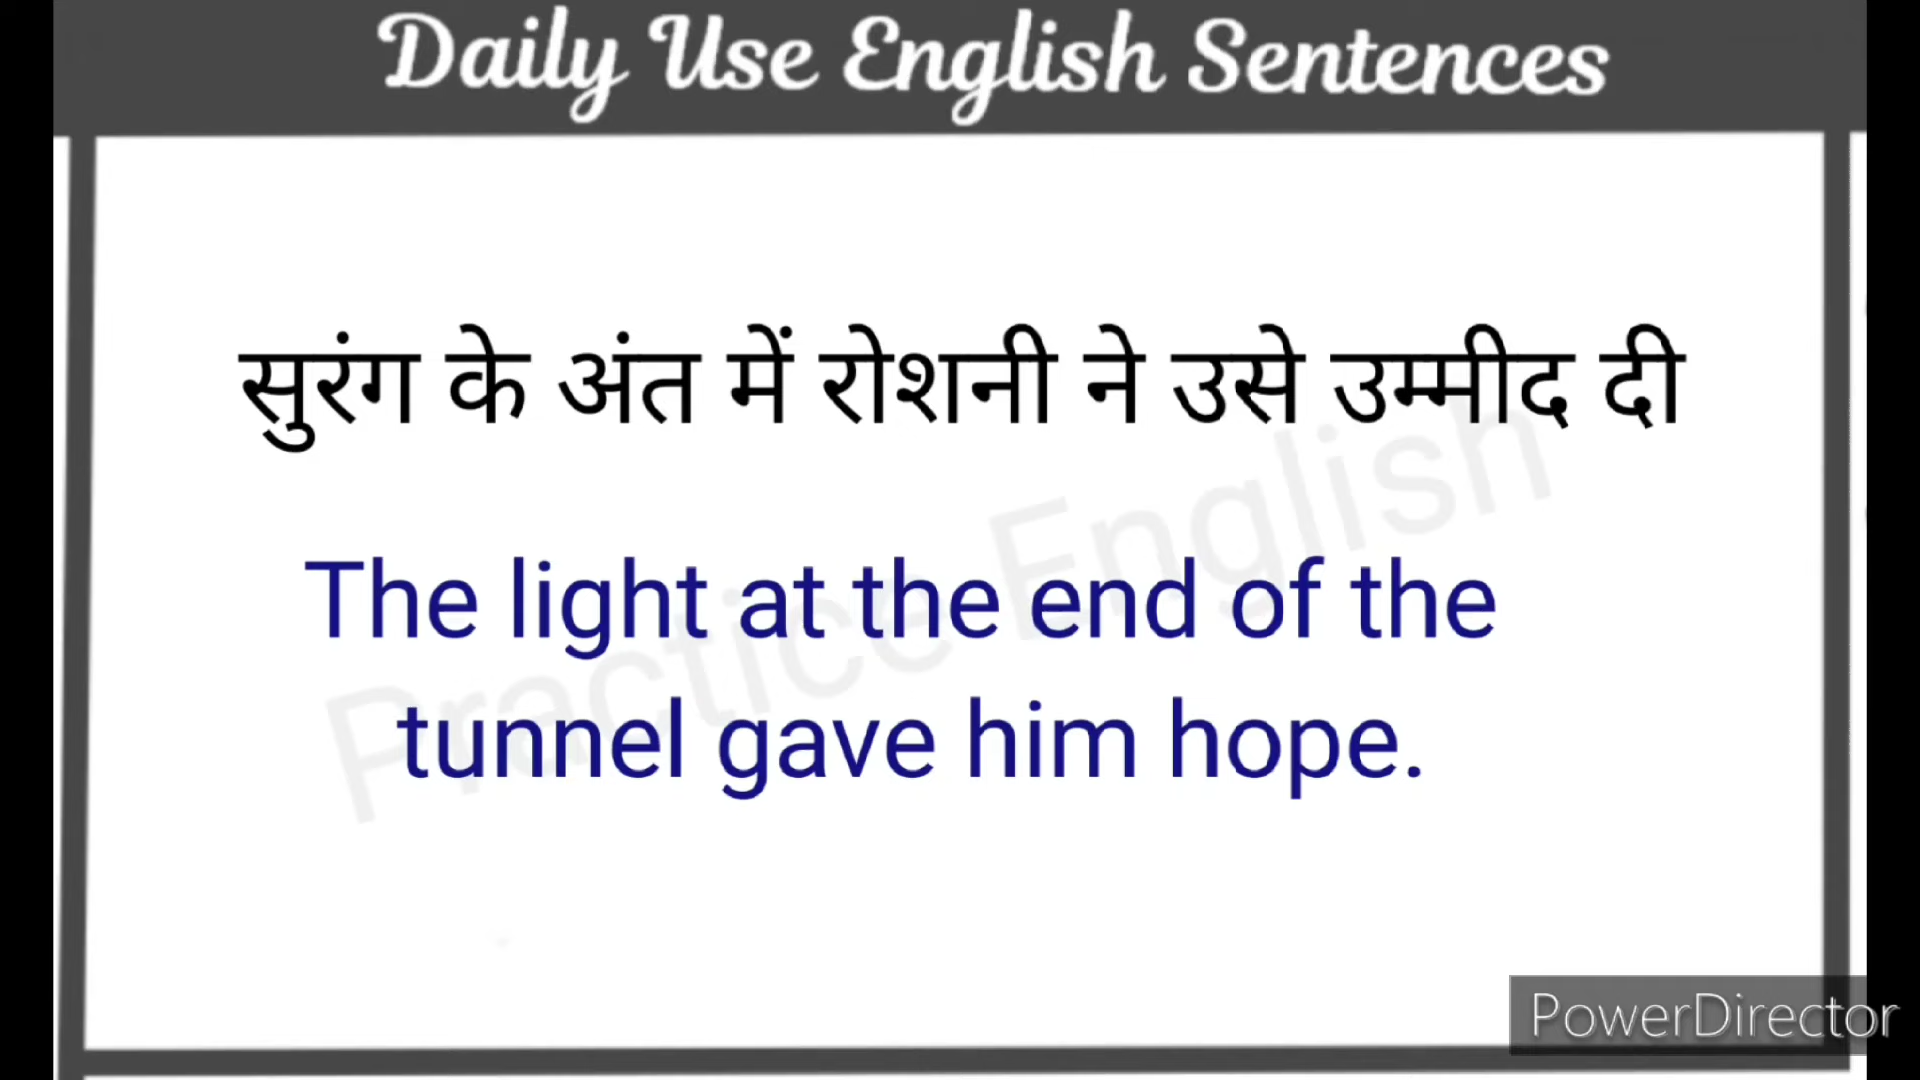 Daily Use English Sentences
सुरंग के अंत में रोशनी ने उसे उम्मीद दी
The light at the end of the
tunnel gave him hope.
Practice English
PowerDirector